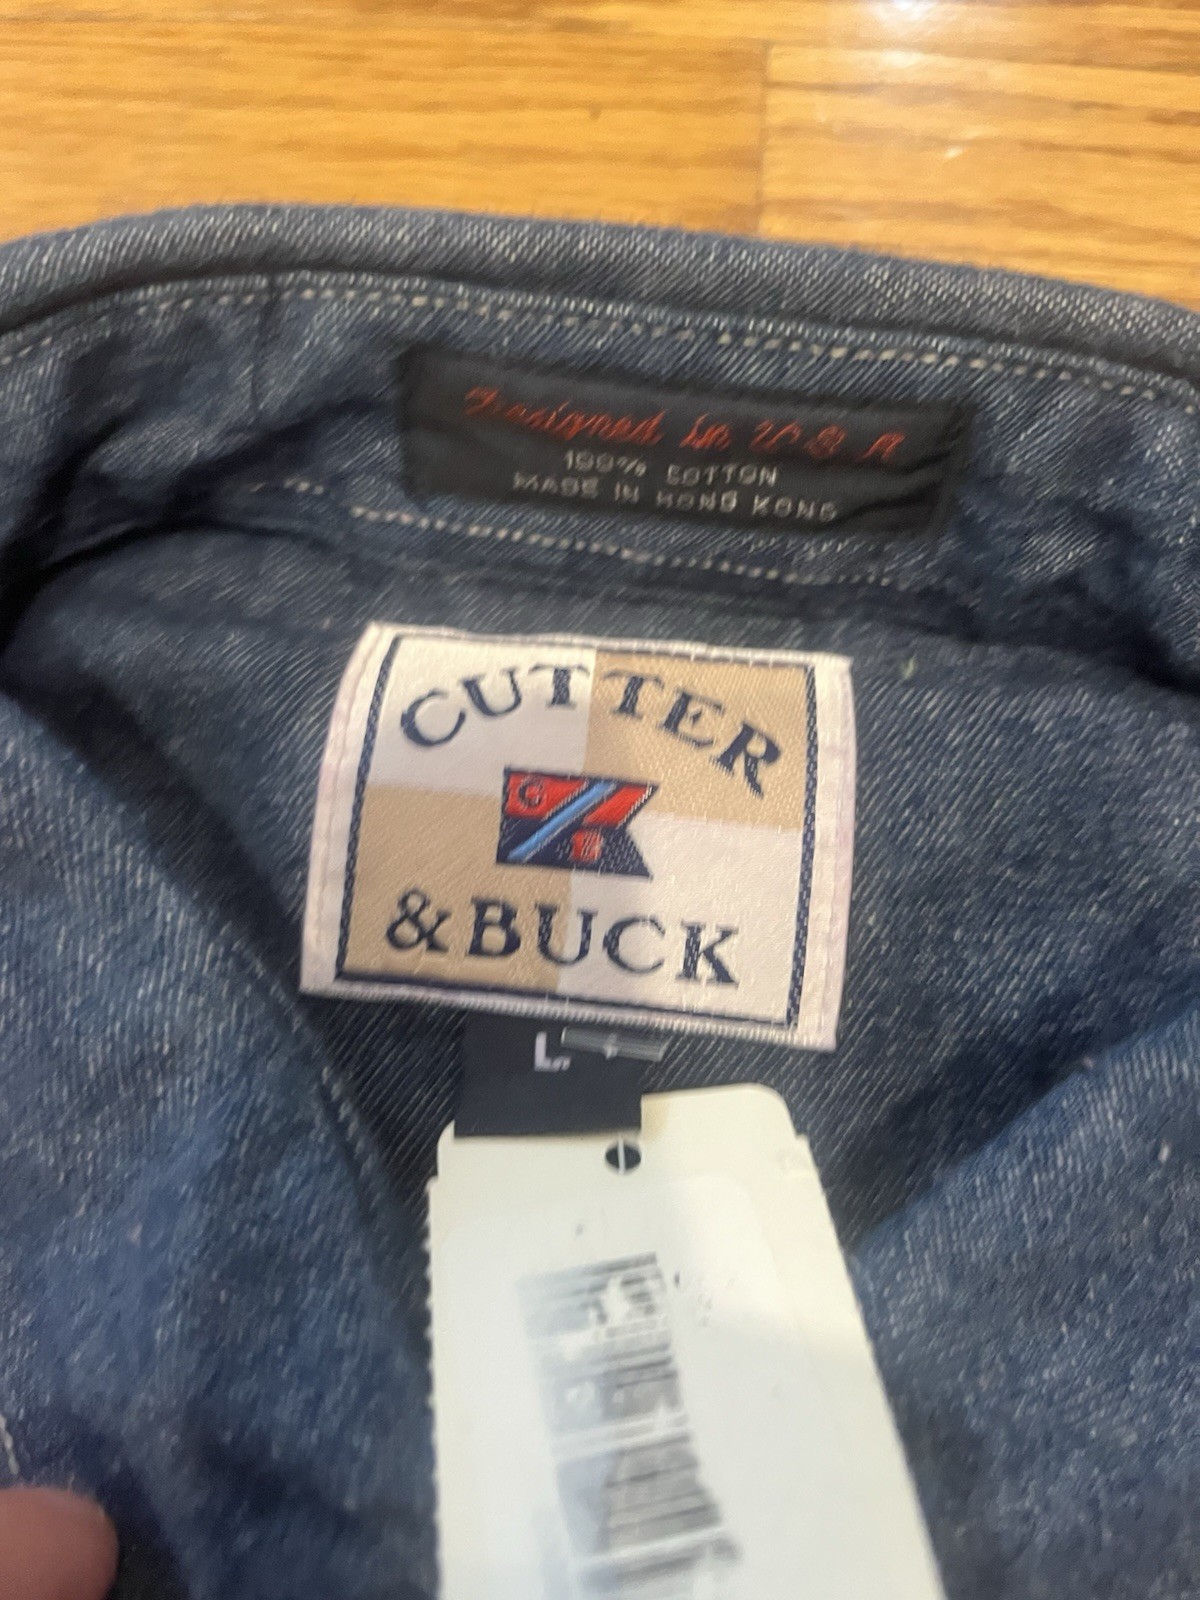 Designed in U S A
100% COTTON
MADE IN HONG KONG
CUTTER
C B
& BUCK
L